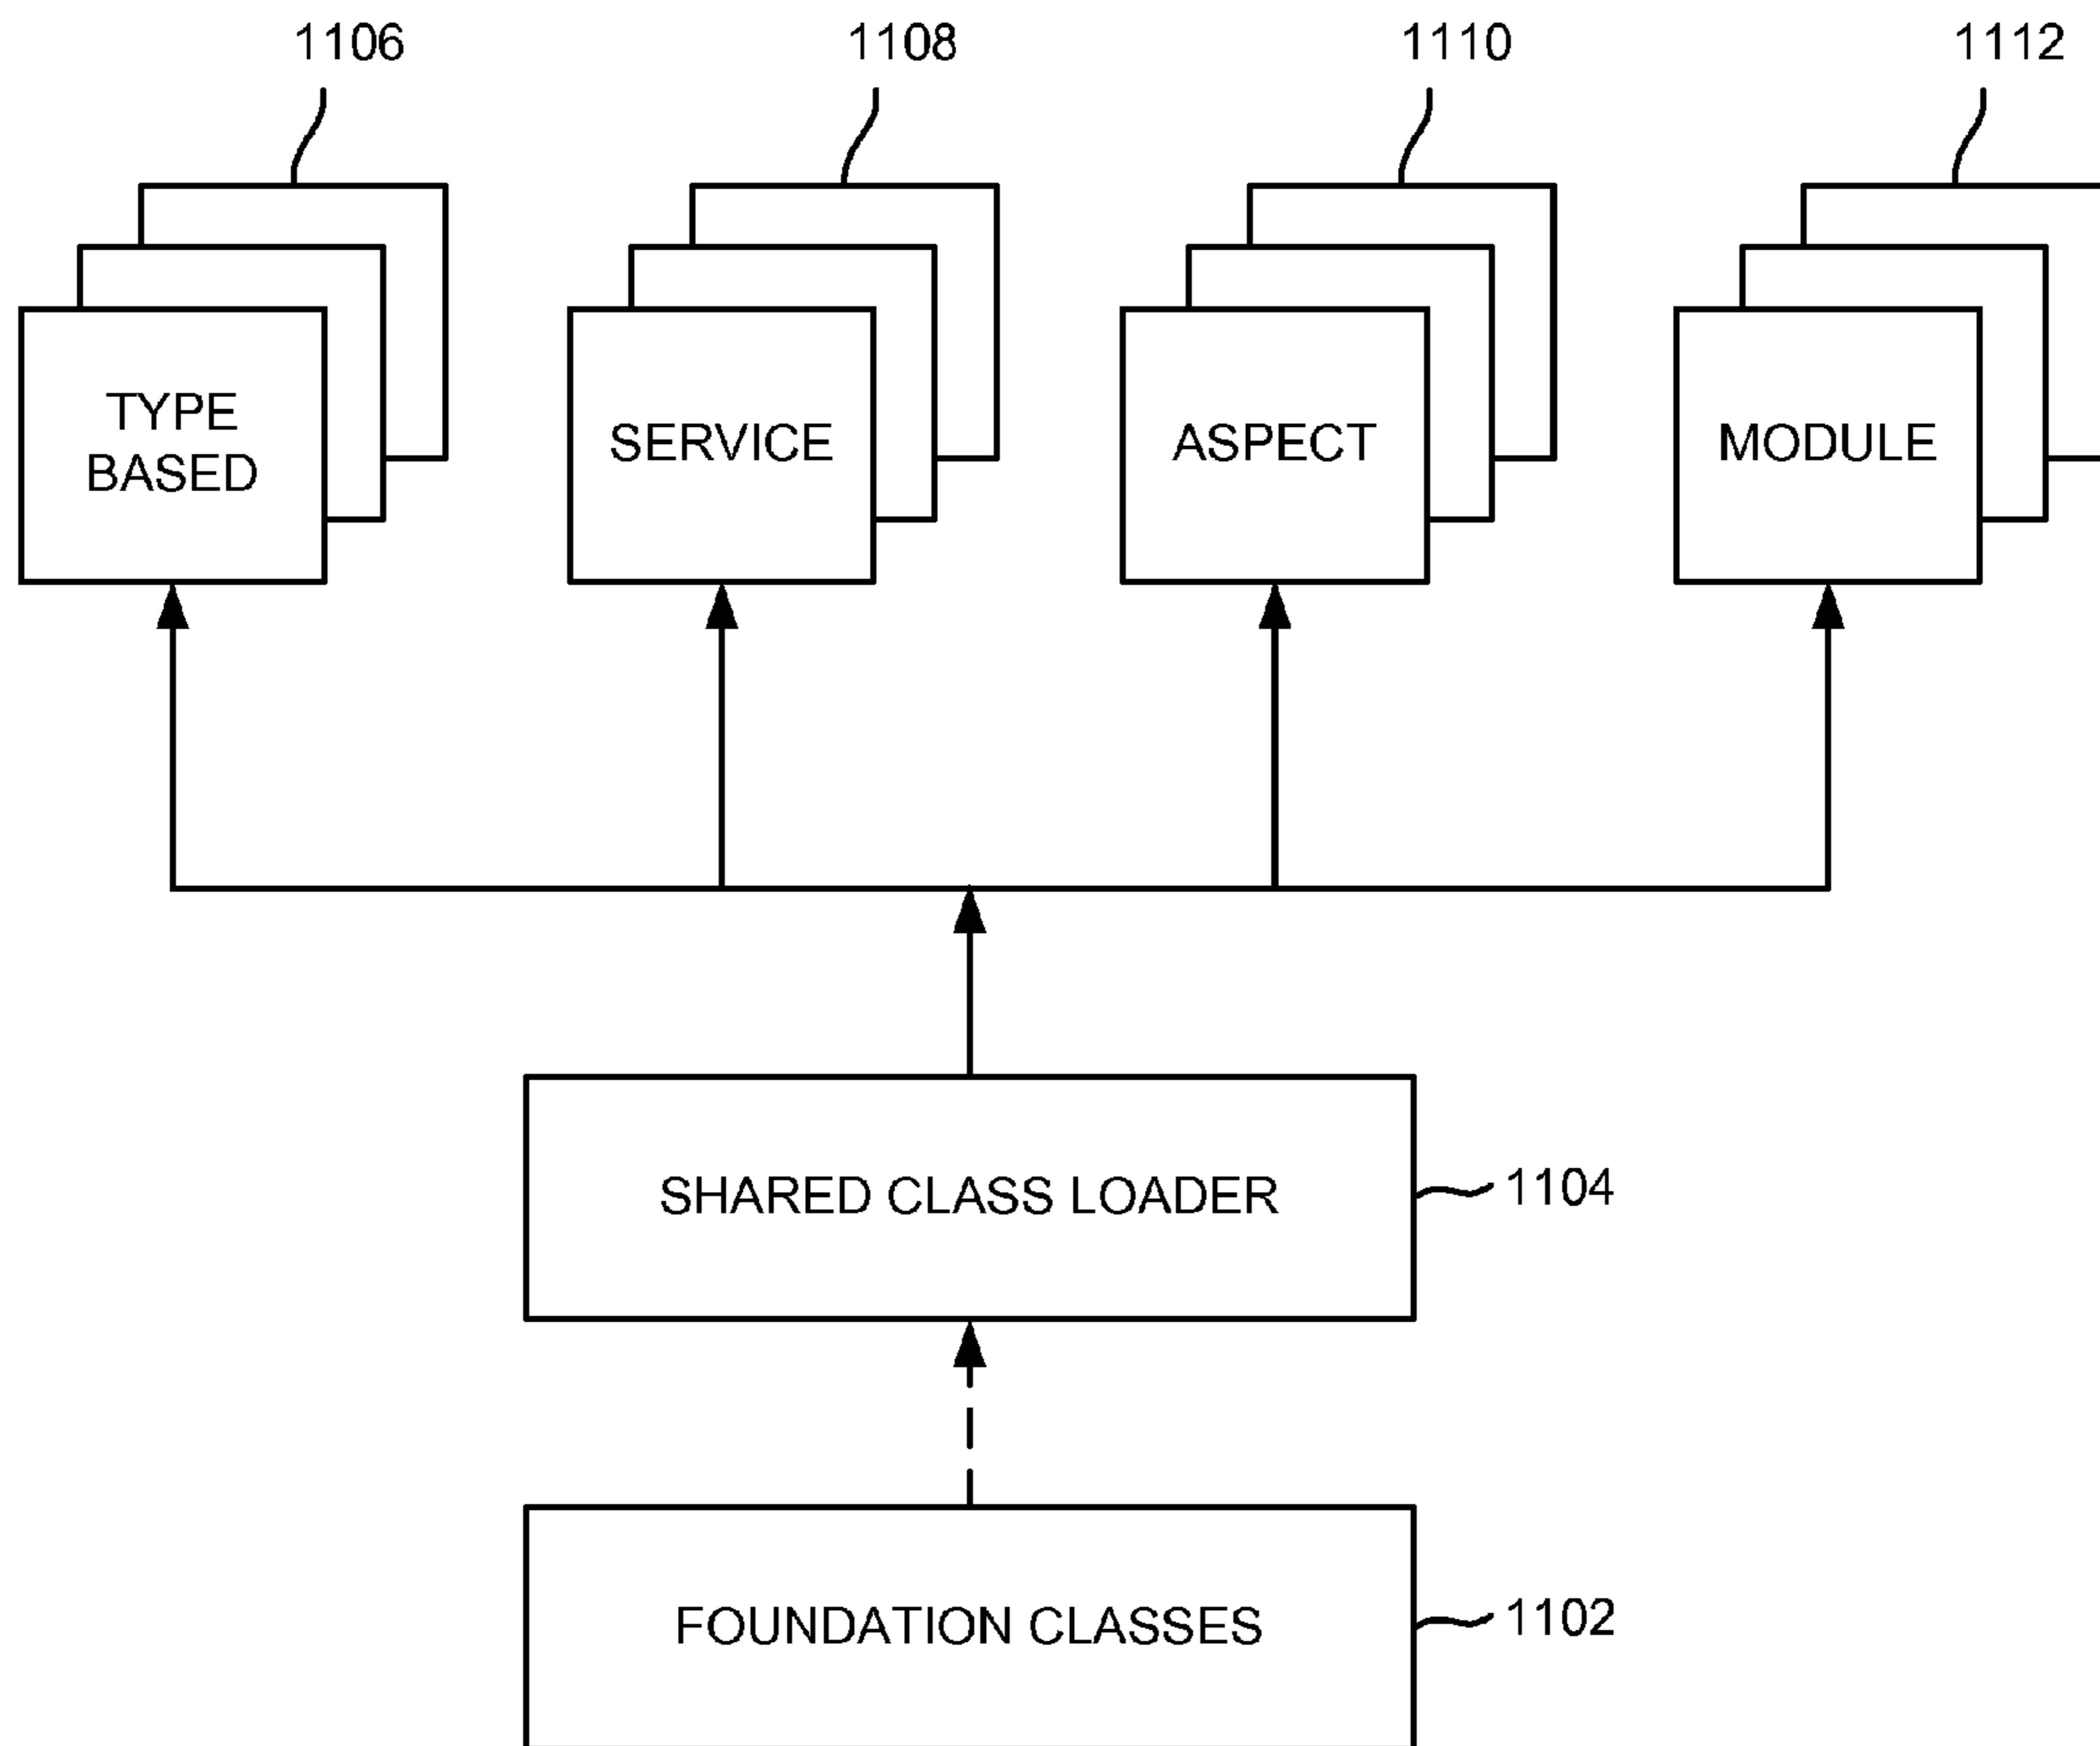 1106
1108
1110
1112
TYPE
BASED
SERVICE
ASPECT
MODULE
SHARED CLASS LOADER
1104
FOUNDATION CLASSES
1102